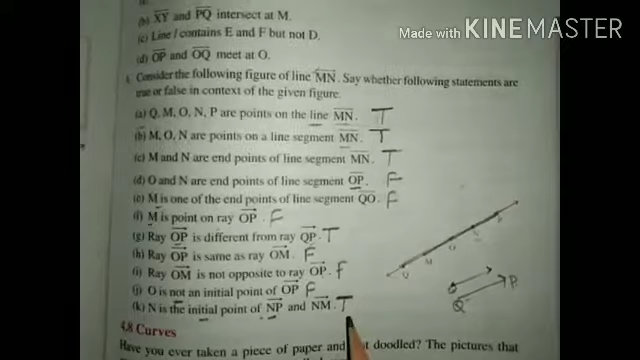 Made with KINEMASTER
(b) XY and PQ intersect at M.
(c) Line l contains E and F but not D.
(d) OP and OQ meet at O.
Consider the following figure of line MN. Say whether following statements are
true or false in context of the given figure.
(a) Q, M, O, N, P are points on the line MN. T
(b) M, O, N are points on a line segment MN. T
(c) M and N are end points of line segment MN. T
(d) O and N are end points of line segment OP. F
(e) M is one of the end points of line segment QO. F
(f) M is point on ray OP. F
(g) Ray OP is different from ray QP. T
(h) Ray OP is same as ray OM. F
(i) Ray OM is not opposite to ray OP. F
(j) O is not an initial point of OP F
(k) N is the initial point of NP and NM. T
Q M O N P
O
Q P
4.8 Curves
Have you ever taken a piece of paper and doodled? The pictures that